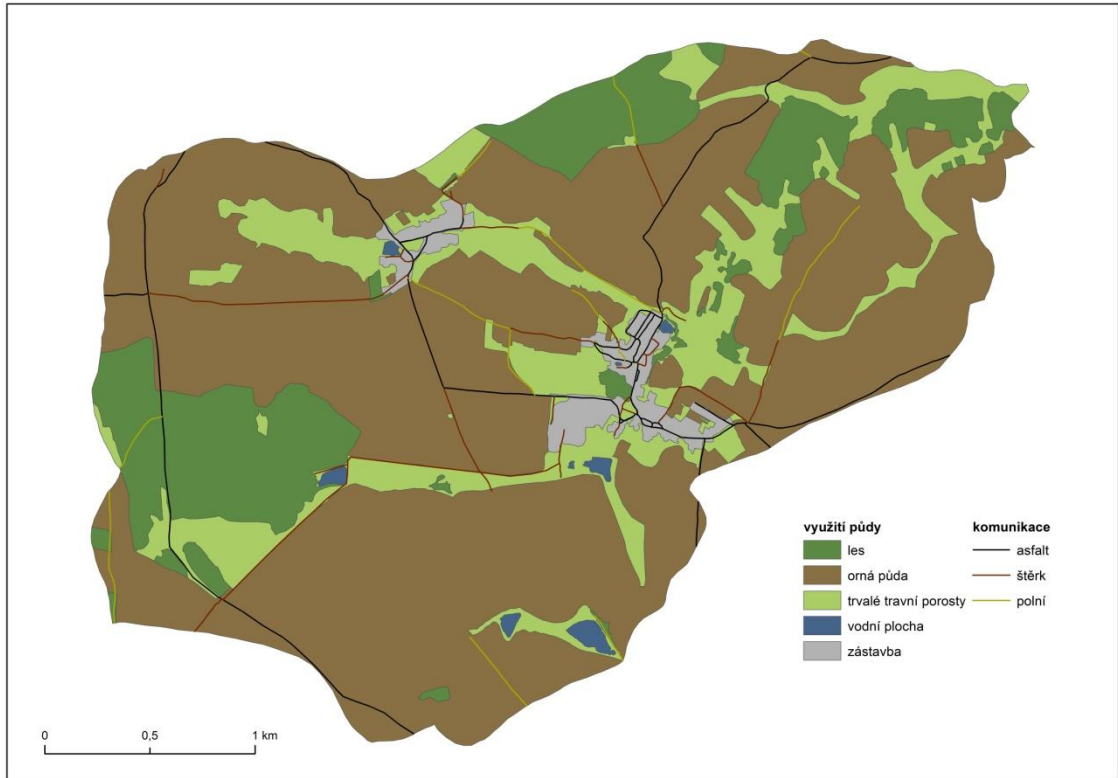 využití půdy
les
orná půda
trvalé travní porosty
vodní plocha
zástavba
komunikace
asfalt
štěrk
polní
0 0,5 1 km